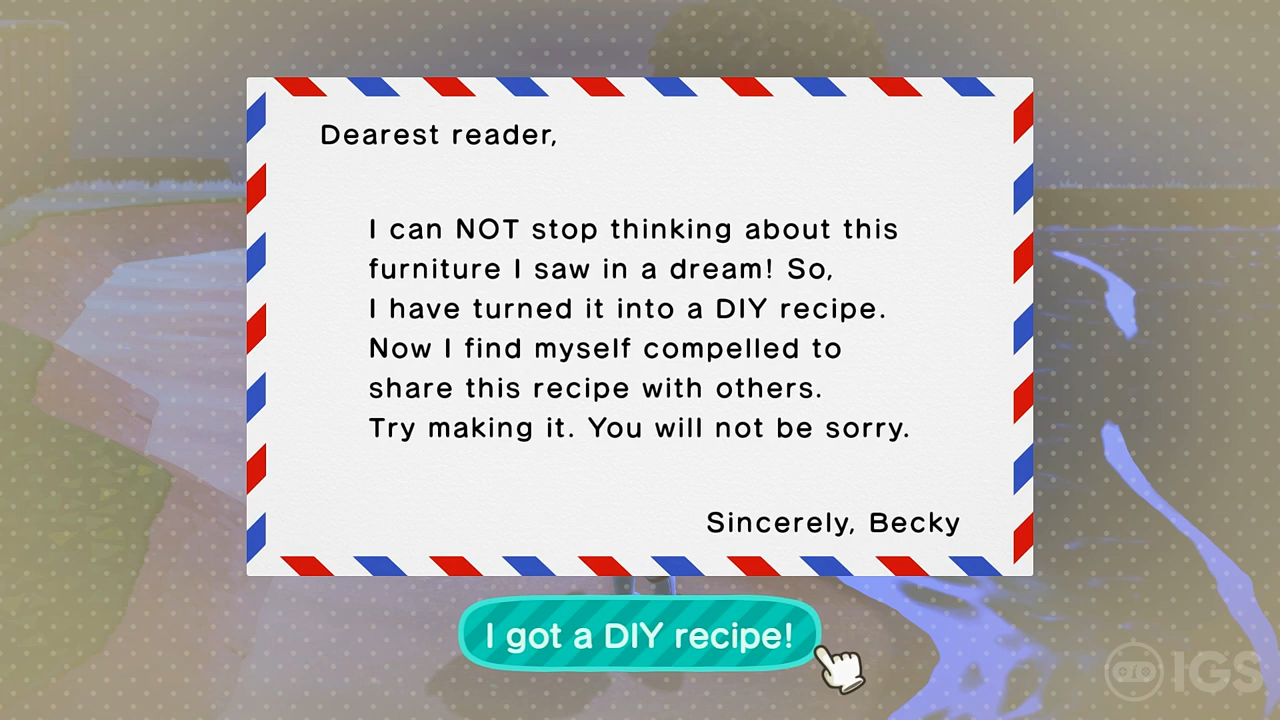 Dearest reader,
I can NOT stop thinking about this
furniture I saw in a dream! So,
I have turned it into a DIY recipe.
Now I find myself compelled to
share this recipe with others.
Try making it. You will not be sorry.
Sincerely, Becky
I got a DIY recipe!
IGS